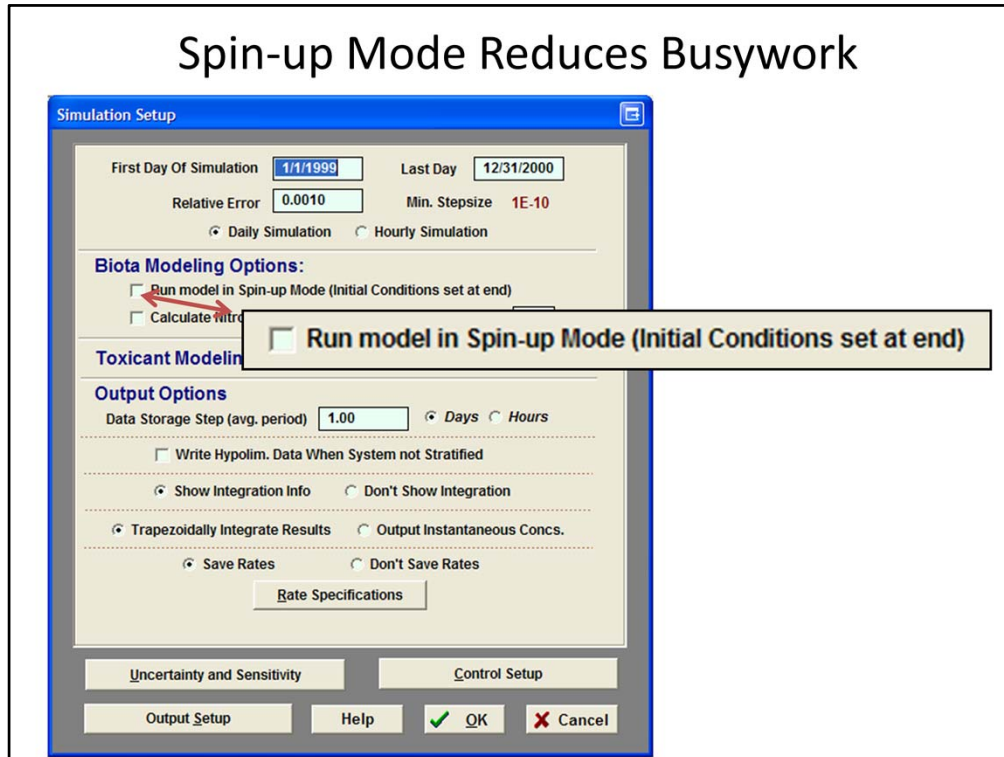 Spin-up Mode Reduces Busywork
Simulation Setup
First Day Of Simulation 1/1/1999 Last Day 12/31/2000
Relative Error 0.0010 Min. Stepsize 1E-10
Daily Simulation Hourly Simulation
Biota Modeling Options:
Run model in Spin-up Mode (Initial Conditions set at end)
Calculate
Run model in Spin-up Mode (Initial Conditions set at end)
Toxicant
Output Options
Data Storage Step (avg. period) 1.00 Days Hours
Write Hypolim. Data When System not Stratified
Show Integration Info Don't Show Integration
Trapezoidally Integrate Results Output Instantaneous Concs.
Save Rates Don't Save Rates
Rate Specifications
Uncertainty and Sensitivity Control Setup
Output Setup Help OK Cancel